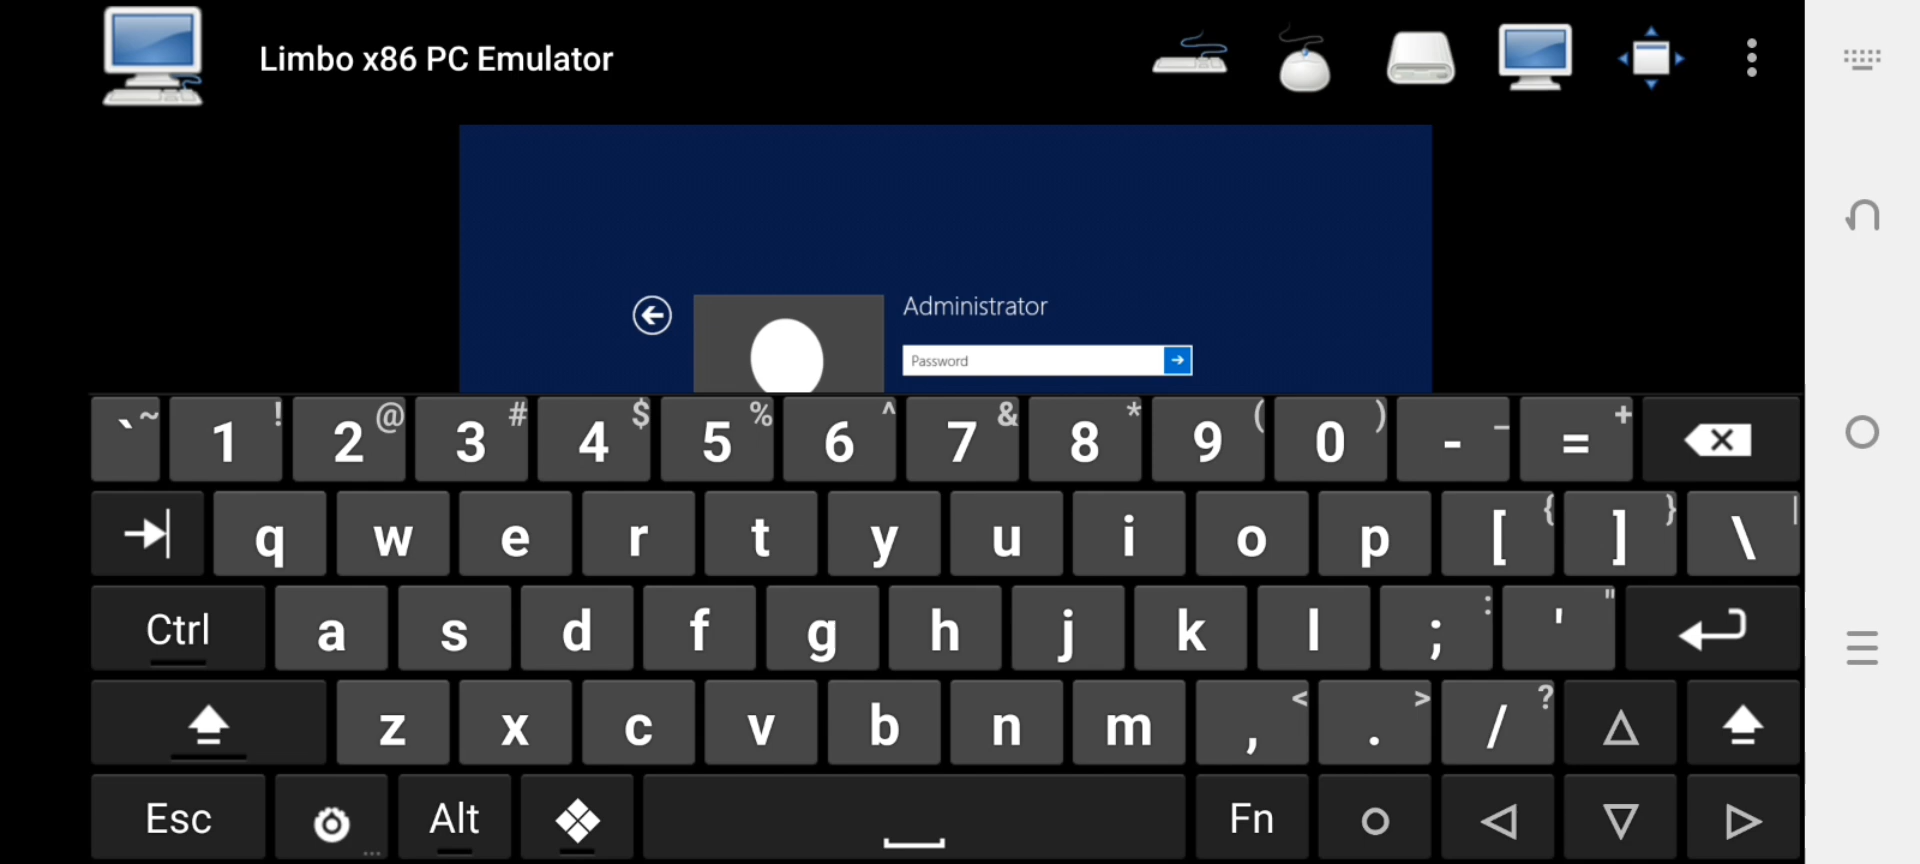 Limbo x86 PC Emulator
Administrator
Password
` ~ 1 ! 2 @ 3 # 4 $ 5 % 6 ^ 7 & 8 * 9 ( 0 ) - _ = +
q w e r t y u i o p [ { ] } \ |
Ctrl a s d f g h j k l ; : ' "
z x c v b n m , < . > / ?
Esc Alt Fn